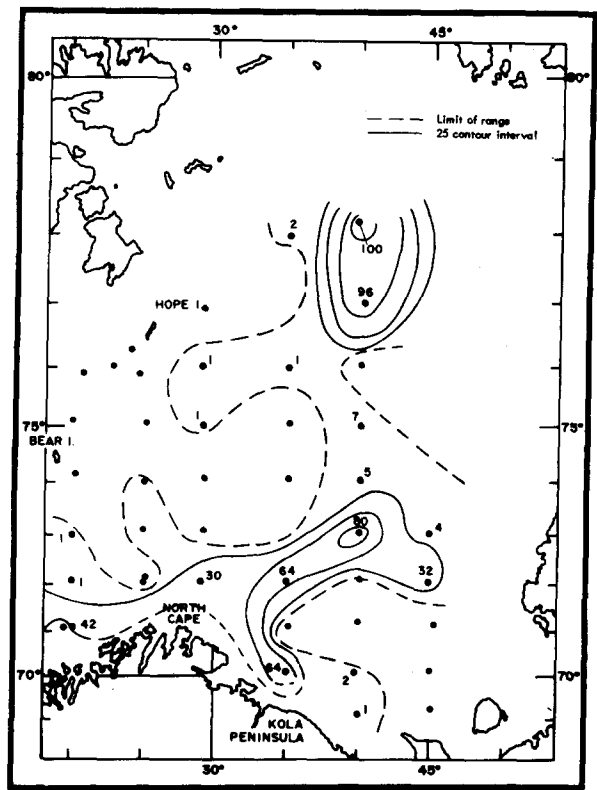 30° 45°
80° 80°
Limit of range
25 contour interval
2
100
96
HOPE I.
1 1
1 7
75° 75°
BEAR I.
5
80
1 4
1 30 64 32
NORTH
CAPE
42
64 2
70° 70°
1
KOLA
PENINSULA
30° 45°